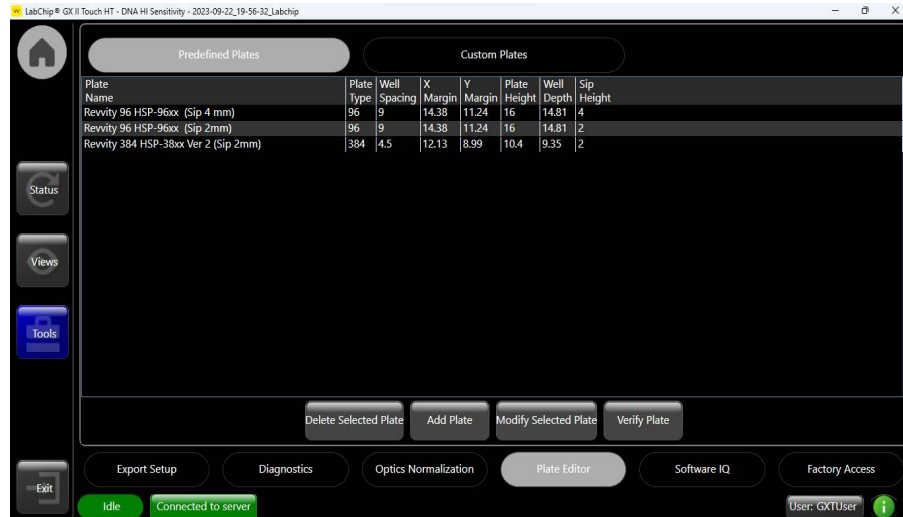 W LabChip® GX II Touch HT - DNA HI Sensitivity - 2023-09-22_19-56-32_Labchip
Predefined Plates Custom Plates
Plate Name Plate Type Well Spacing X Margin Y Margin Plate Height Well Depth Sip Height
Revvity 96 HSP-96xx (Sip 4 mm) 96 9 14.38 11.24 16 14.81 4
Revvity 96 HSP-96xx (Sip 2mm) 96 9 14.38 11.24 16 14.81 2
Revvity 384 HSP-38xx Ver 2 (Sip 2mm) 384 4.5 12.13 8.99 10.4 9.35 2
Status
Views
Tools
Delete Selected Plate Add Plate Modify Selected Plate Verify Plate
Export Setup Diagnostics Optics Normalization Plate Editor Software IQ Factory Access
Exit
Idle Connected to server User: GXTUser i